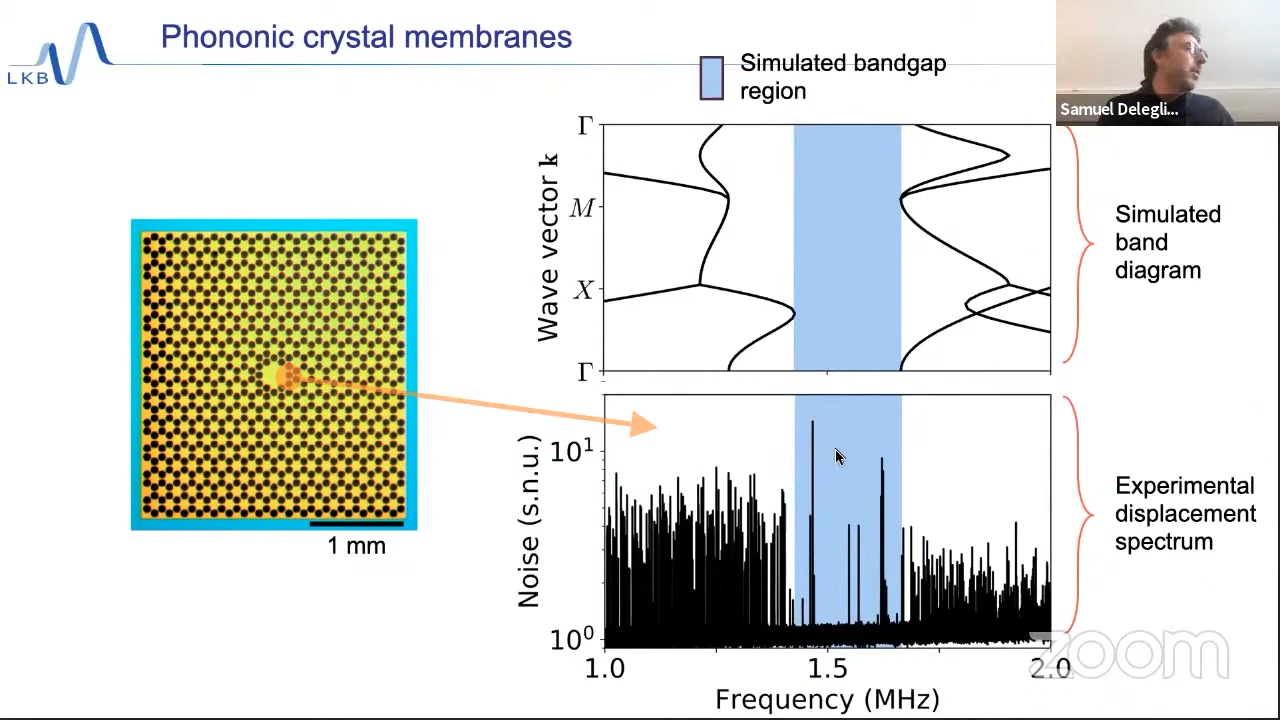 Phononic crystal membranes
LKB
Simulated bandgap
region
Samuel Delegli...
Γ
M
X
Γ
Wave vector k
Simulated
band
diagram
1 mm
10¹
10⁰
Noise (s.n.u.)
Experimental
displacement
spectrum
1.0
1.5
2.0
Frequency (MHz)
zoom